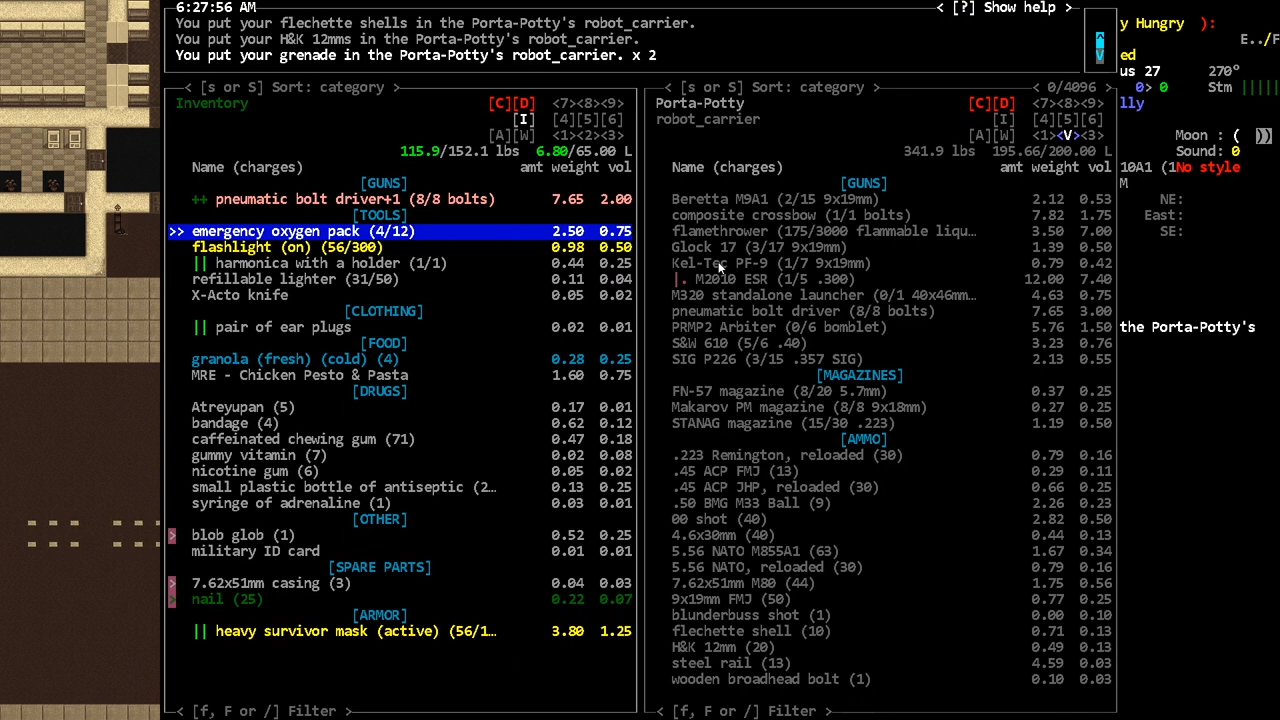 6:27:56 AM
< [?] Show help >
You put your flechette shells in the Porta-Potty's robot_carrier.
You put your H&K 12mms in the Porta-Potty's robot_carrier.
You put your grenade in the Porta-Potty's robot_carrier. x 2
y Hungry ):
E../F
ed
us 27 270°
0> 0 Stm
lly
Moon : (
Sound: 0
10A1 (1No style
M
NE:
East:
SE:
the Porta-Potty's
< [s or S] Sort: category >
Inventory [C][D] <7><8><9>
[I] [4][5][6]
[A][W] <1><2><3>
115.9/152.1 lbs 6.80/65.00 L
Name (charges) amt weight vol
[GUNS]
++ pneumatic bolt driver+1 (8/8 bolts) 7.65 2.00
[TOOLS]
>> emergency oxygen pack (4/12) 2.50 0.75
flashlight (on) (56/300) 0.98 0.50
|| harmonica with a holder (1/1) 0.44 0.25
refillable lighter (31/50) 0.11 0.04
X-Acto knife 0.05 0.02
[CLOTHING]
|| pair of ear plugs 0.02 0.01
[FOOD]
granola (fresh) (cold) (4) 0.28 0.25
MRE - Chicken Pesto & Pasta 1.60 0.75
[DRUGS]
Atreyupan (5) 0.17 0.01
bandage (4) 0.62 0.12
caffeinated chewing gum (71) 0.47 0.18
gummy vitamin (7) 0.02 0.08
nicotine gum (6) 0.05 0.02
small plastic bottle of antiseptic (2… 0.13 0.25
syringe of adrenaline (1) 0.03 0.01
[OTHER]
> blob glob (1) 0.52 0.25
military ID card 0.01 0.01
[SPARE PARTS]
> 7.62x51mm casing (3) 0.04 0.03
> nail (25) 0.22 0.07
[ARMOR]
|| heavy survivor mask (active) (56/1… 3.80 1.25
< [f, F or /] Filter >
< [s or S] Sort: category > < 0/4096 >
Porta-Potty [C][D] <7><8><9>
robot_carrier [I] [4][5][6]
[A][W] <1><V><3>
341.9 lbs 195.66/200.00 L
Name (charges) amt weight vol
[GUNS]
Beretta M9A1 (2/15 9x19mm) 2.12 0.53
composite crossbow (1/1 bolts) 7.82 1.75
flamethrower (175/3000 flammable liqu… 3.50 7.00
Glock 17 (3/17 9x19mm) 1.39 0.50
Kel-Tec PF-9 (1/7 9x19mm) 0.79 0.42
|. M2010 ESR (1/5 .300) 12.00 7.40
M320 standalone launcher (0/1 40x46mm… 4.63 0.75
pneumatic bolt driver (8/8 bolts) 7.65 3.00
PRMP2 Arbiter (0/6 bomblet) 5.76 1.50
S&W 610 (5/6 .40) 3.23 0.76
SIG P226 (3/15 .357 SIG) 2.13 0.55
[MAGAZINES]
FN-57 magazine (8/20 5.7mm) 0.37 0.25
Makarov PM magazine (8/8 9x18mm) 0.27 0.25
STANAG magazine (15/30 .223) 1.19 0.50
[AMMO]
.223 Remington, reloaded (30) 0.79 0.16
.45 ACP FMJ (13) 0.29 0.11
.45 ACP JHP, reloaded (30) 0.66 0.25
.50 BMG M33 Ball (9) 2.26 0.23
00 shot (40) 2.82 0.50
4.6x30mm (40) 0.44 0.13
5.56 NATO M855A1 (63) 1.67 0.34
5.56 NATO, reloaded (30) 0.79 0.16
7.62x51mm M80 (44) 1.75 0.56
9x19mm FMJ (50) 0.77 0.25
blunderbuss shot (1) 0.00 0.10
flechette shell (10) 0.71 0.13
H&K 12mm (20) 0.49 0.13
steel rail (13) 4.59 0.03
wooden broadhead bolt (1) 0.10 0.03
< [f, F or /] Filter >